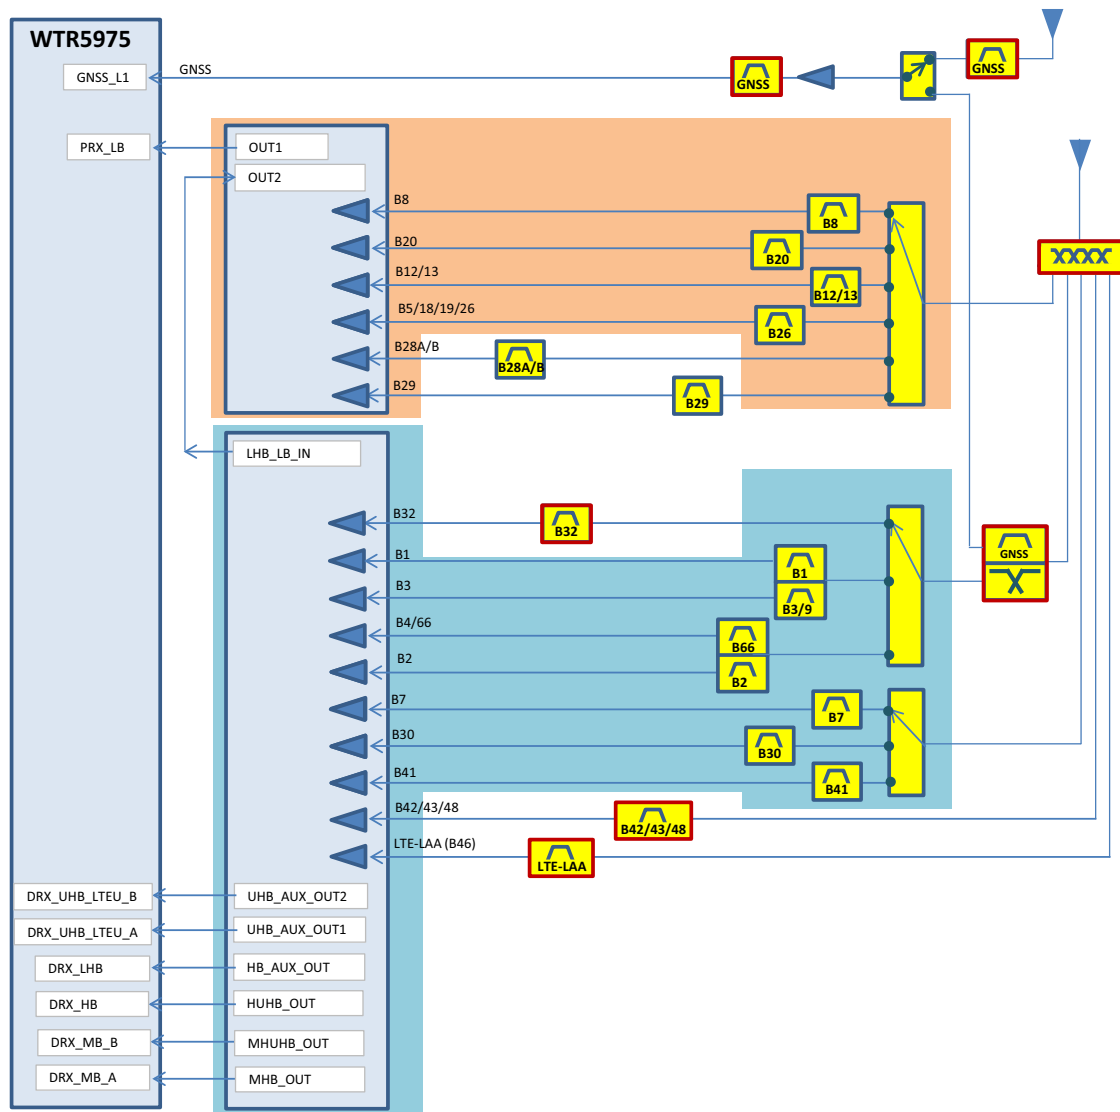 WTR5975
GNSS_L1
GNSS
GNSS
GNSS
PRX_LB
OUT1
OUT2
B8
B8
B20
B20
B12/13
B12/13
B5/18/19/26
B26
B28A/B
B28A/B
B29
B29
XXXX
LHB_LB_IN
B32
B32
B1
B1
B3
B3/9
GNSS
B4/66
B66
B2
B2
B7
B7
B30
B30
B41
B41
B42/43/48
B42/43/48
LTE-LAA (B46)
LTE-LAA
DRX_UHB_LTEU_B
UHB_AUX_OUT2
DRX_UHB_LTEU_A
UHB_AUX_OUT1
DRX_LHB
HB_AUX_OUT
DRX_HB
HUHB_OUT
DRX_MB_B
MHUHB_OUT
DRX_MB_A
MHB_OUT